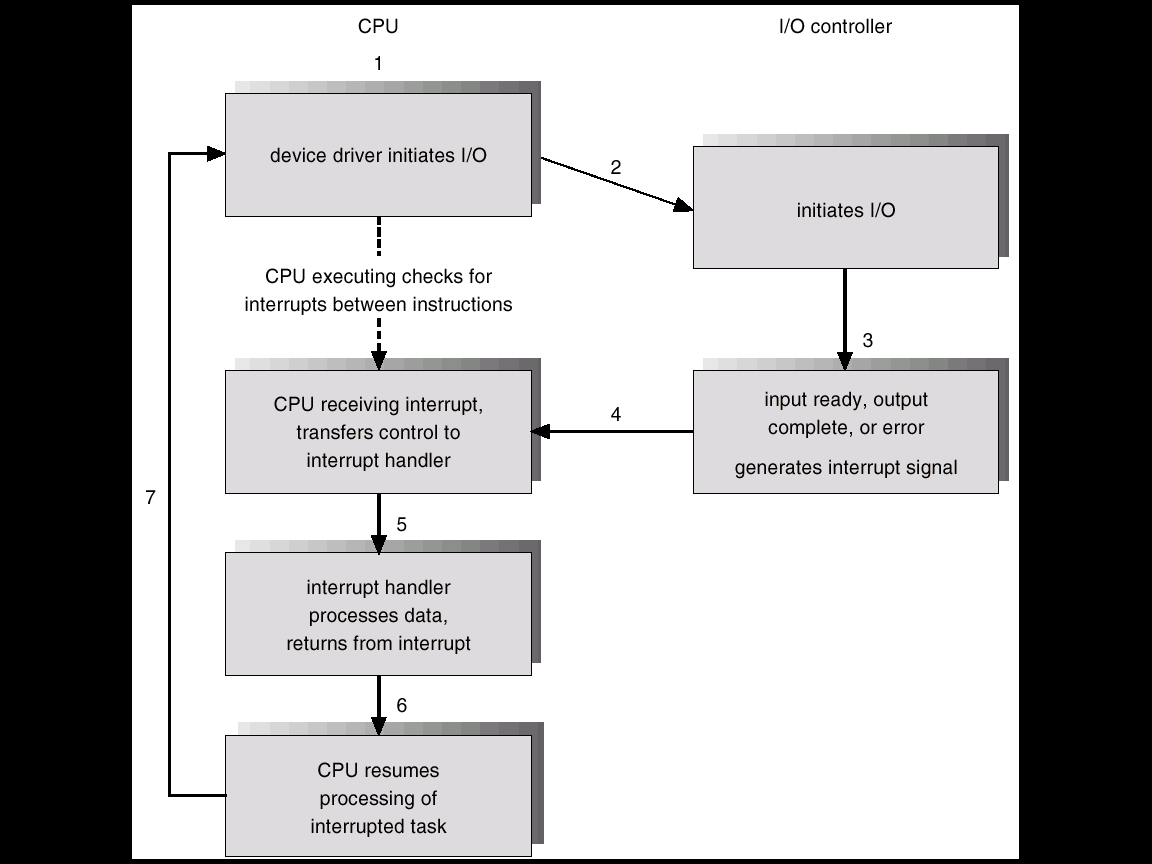 CPU
I/O controller
1
device driver initiates I/O
2
initiates I/O
CPU executing checks for
interrupts between instructions
3
CPU receiving interrupt,
transfers control to
interrupt handler
4
input ready, output
complete, or error
generates interrupt signal
7
5
interrupt handler
processes data,
returns from interrupt
6
CPU resumes
processing of
interrupted task